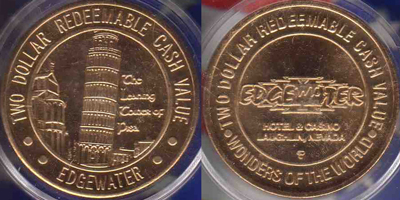 TWO DOLLAR REDEEMABLE CASH VALUE
The
Leaning
Tower of
Pisa
EDGEWATER
TWO DOLLAR REDEEMABLE CASH VALUE
EDGEWATER
HOTEL & CASINO
LAUGHLIN, NEVADA
WONDERS OF THE WORLD